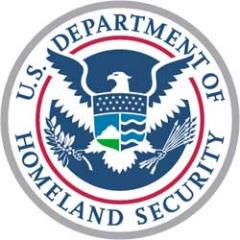 U.S. DEPARTMENT OF
HOMELAND SECURITY